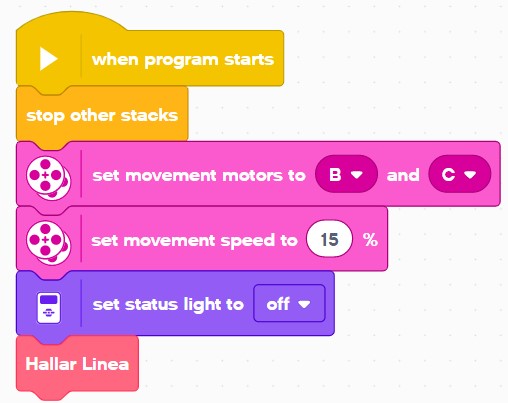 when program starts
stop other stacks
set movement motors to B and C
set movement speed to 15 %
set status light to off
Hallar Linea